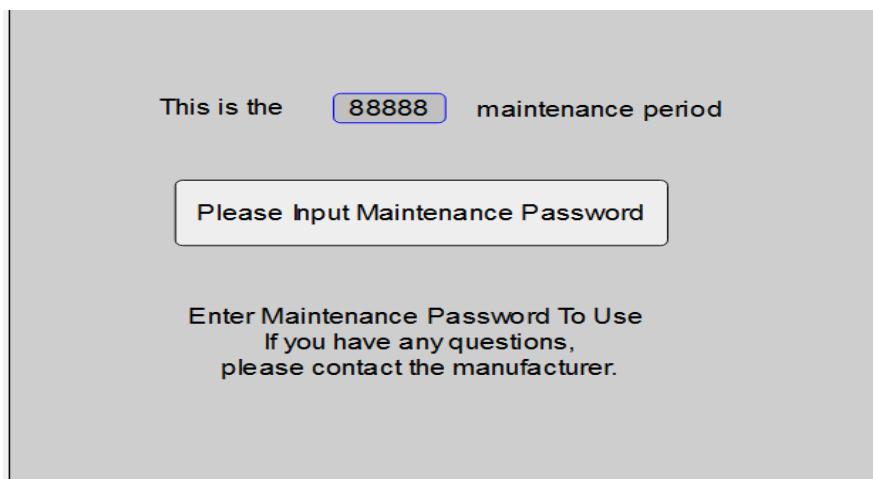 This is the 88888 maintenance period
Please Input Maintenance Password
Enter Maintenance Password To Use
If you have any questions,
please contact the manufacturer.